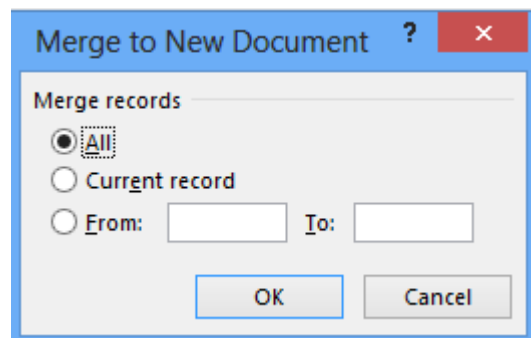 Merge to New Document ? ×
Merge records
All
Current record
From: To:
OK Cancel